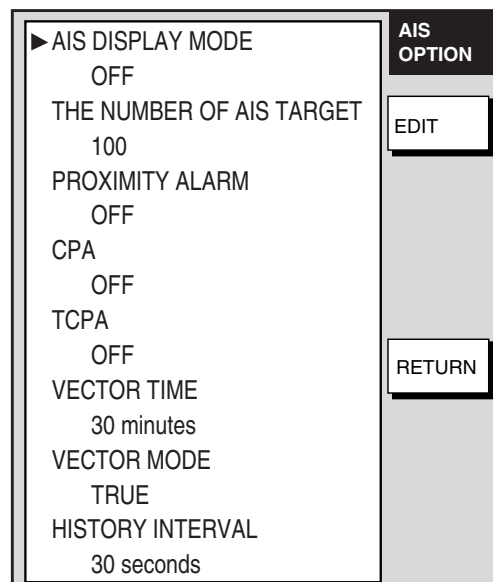 ▶AIS DISPLAY MODE
OFF
THE NUMBER OF AIS TARGET
100
PROXIMITY ALARM
OFF
CPA
OFF
TCPA
OFF
VECTOR TIME
30 minutes
VECTOR MODE
TRUE
HISTORY INTERVAL
30 seconds
AIS
OPTION
EDIT
RETURN